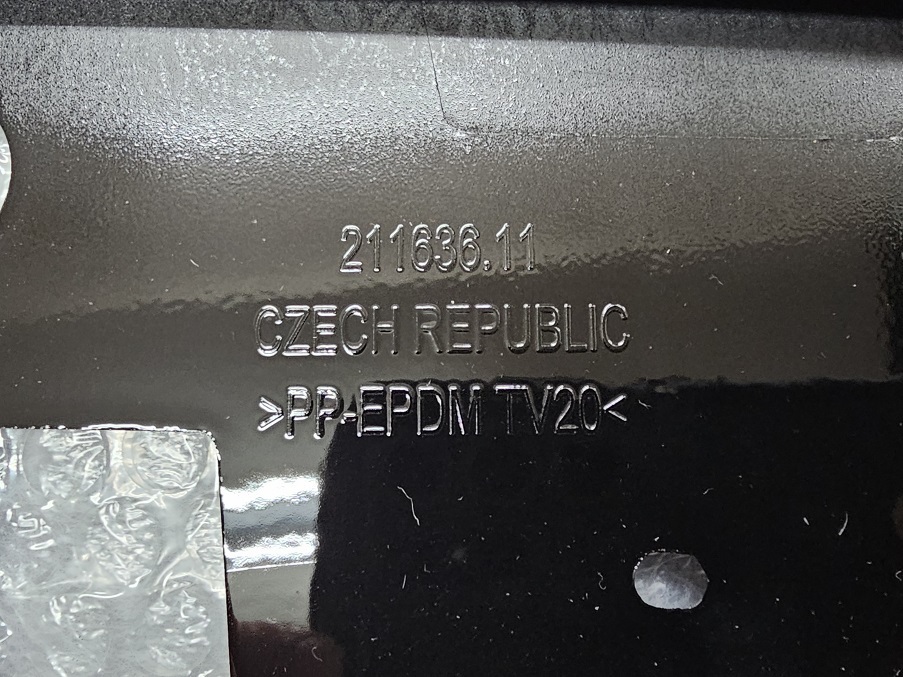 211636.11
CZECH REPUBLIC
>PP-EPDM TV20<